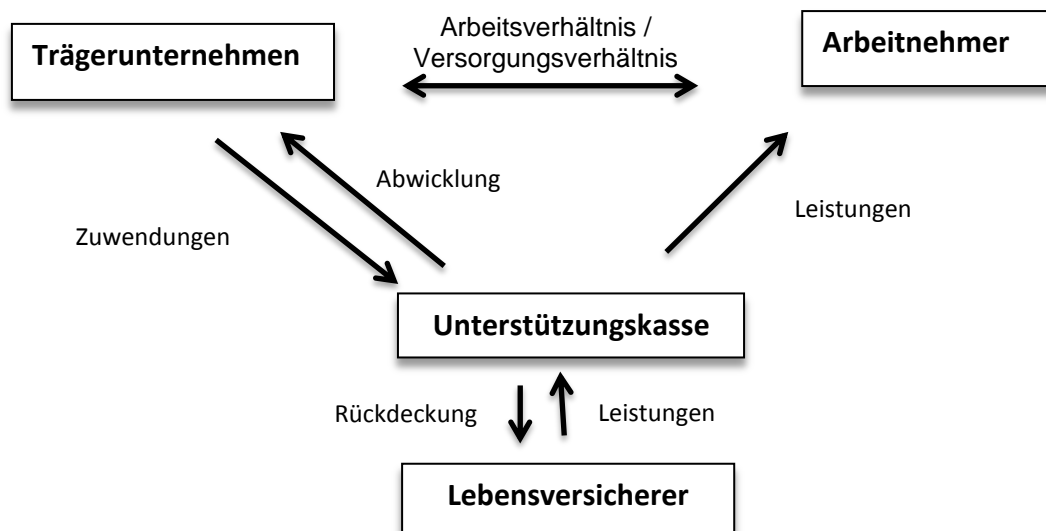 Trägerunternehmen
Arbeitsverhältnis /
Versorgungsverhältnis
Arbeitnehmer
Abwicklung
Zuwendungen
Leistungen
Unterstützungskasse
Rückdeckung
Leistungen
Lebensversicherer